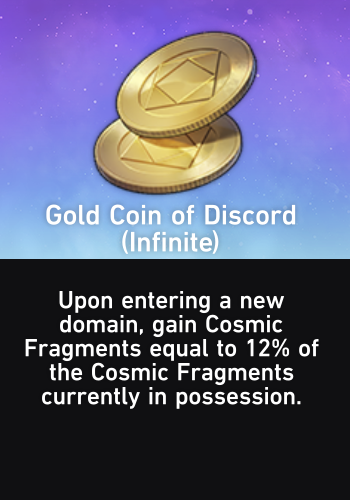 Gold Coin of Discord
(Infinite)
Upon entering a new
domain, gain Cosmic
Fragments equal to 12% of
the Cosmic Fragments
currently in possession.